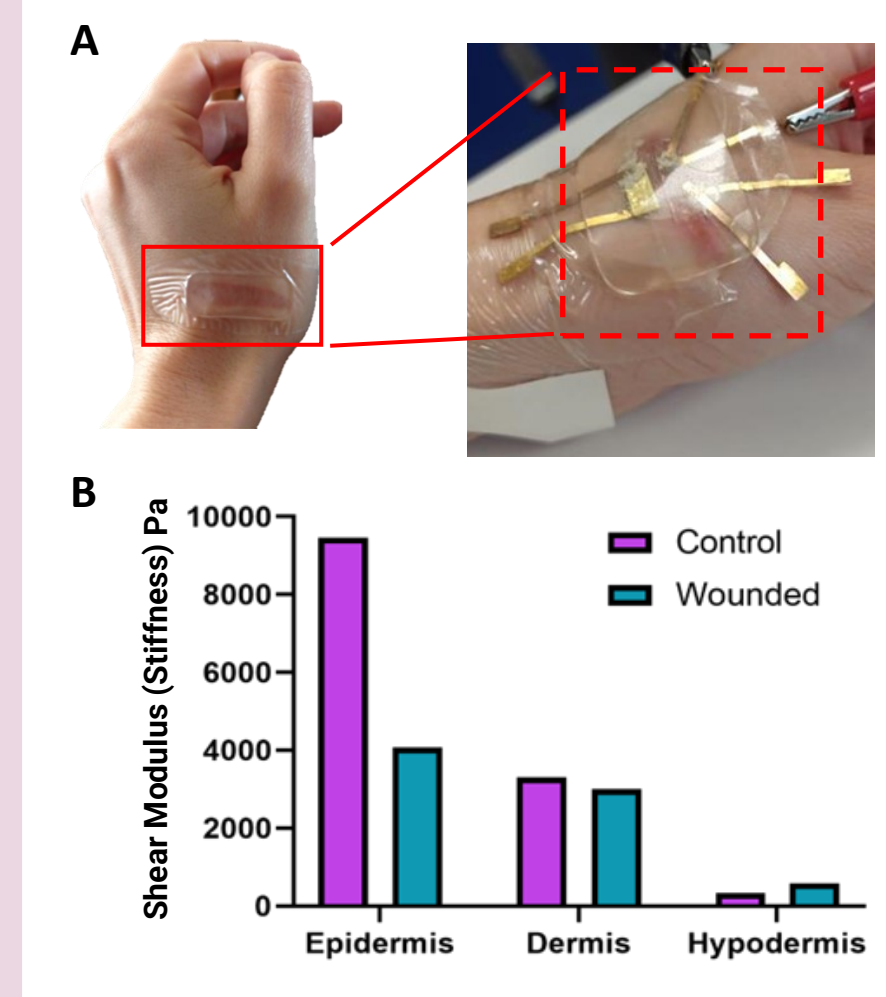 A
B
Shear Modulus (Stiffness) Pa
10000
8000
6000
4000
2000
0
Control
Wounded
Epidermis
Dermis
Hypodermis